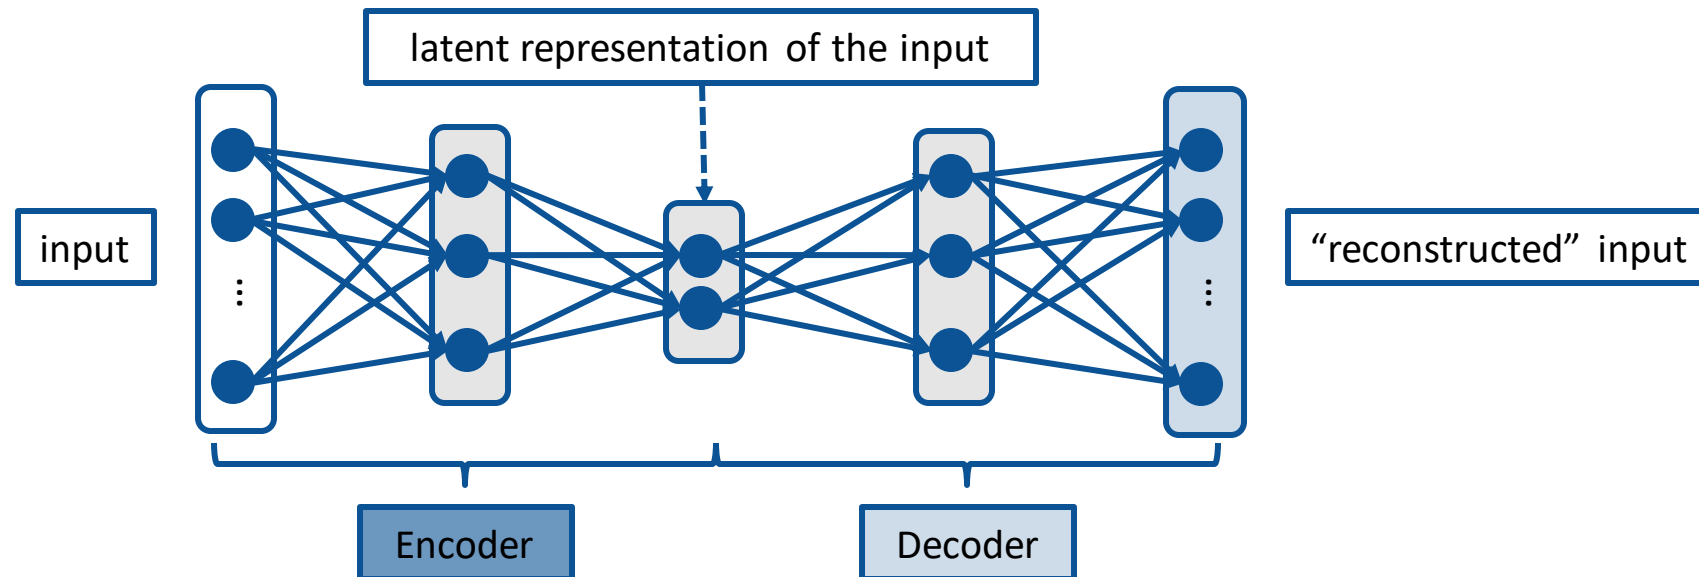 latent representation of the input
input
⋮
⋮
“reconstructed” input
Encoder
Decoder